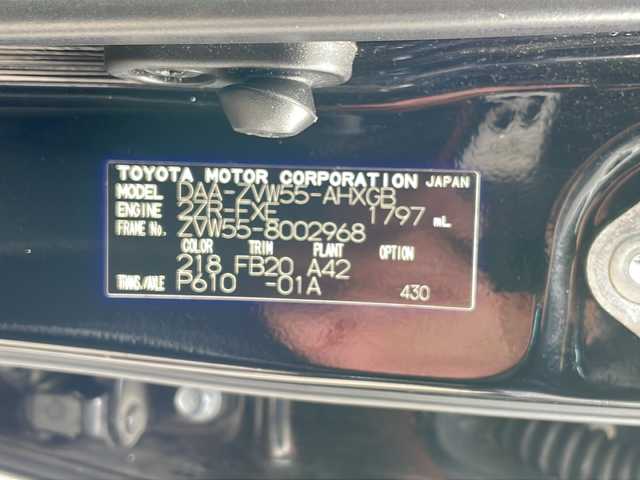 TOYOTA MOTOR CORPORATION JAPAN
MODEL DAA-ZVW55-AHXGB
ENGINE 2ZR-FXE 1797 mL
FRAME No. ZVW55-8002968
COLOR TRIM PLANT OPTION
218 FB20 A42
TRANS./AXLE P610 -01A 430